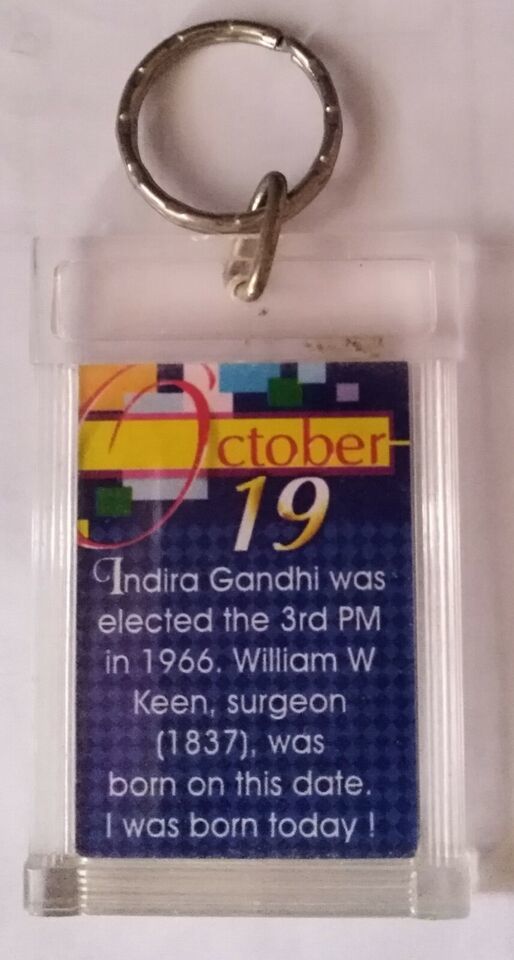 October
19
Indira Gandhi was
elected the 3rd PM
in 1966. William W
Keen, surgeon
(1837), was
born on this date.
I was born today !